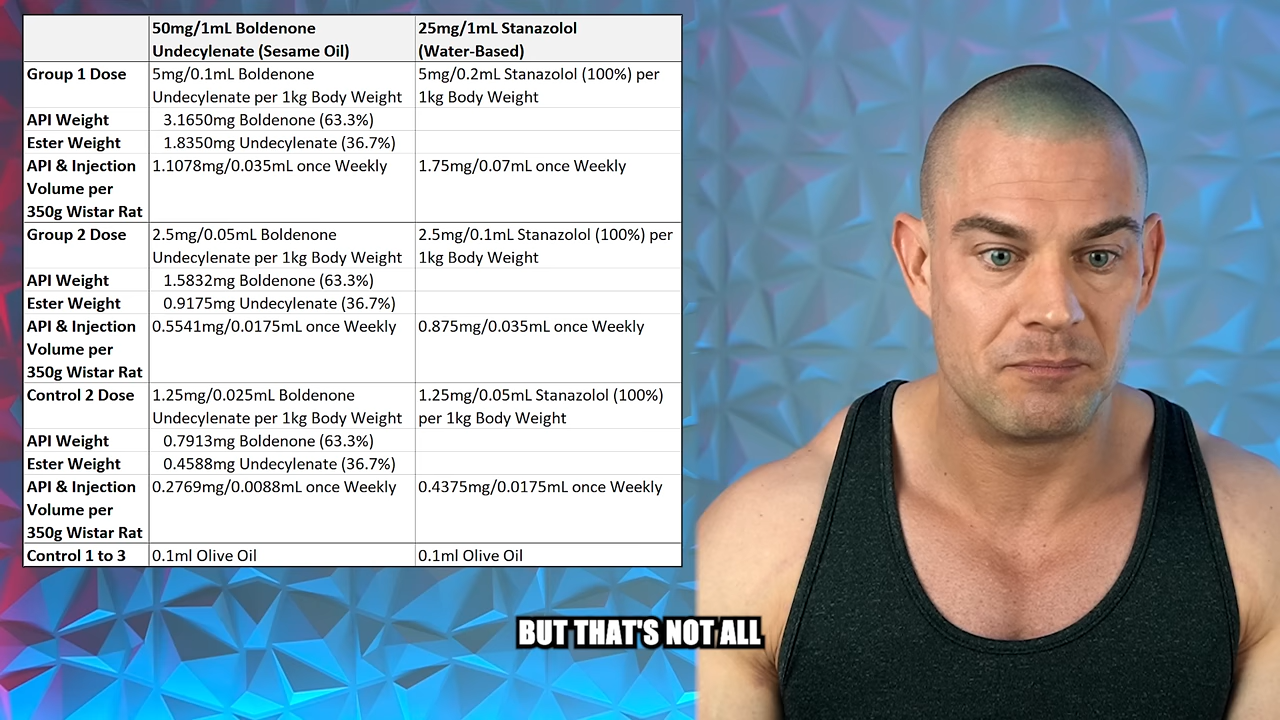 50mg/1mL Boldenone
Undecylenate (Sesame Oil)
25mg/1mL Stanazolol
(Water-Based)
Group 1 Dose
5mg/0.1mL Boldenone
Undecylenate per 1kg Body Weight
5mg/0.2mL Stanazolol (100%) per
1kg Body Weight
API Weight
3.1650mg Boldenone (63.3%)
Ester Weight
1.8350mg Undecylenate (36.7%)
API & Injection
Volume per
350g Wistar Rat
1.1078mg/0.035mL once Weekly
1.75mg/0.07mL once Weekly
Group 2 Dose
2.5mg/0.05mL Boldenone
Undecylenate per 1kg Body Weight
2.5mg/0.1mL Stanazolol (100%) per
1kg Body Weight
API Weight
1.5832mg Boldenone (63.3%)
Ester Weight
0.9175mg Undecylenate (36.7%)
API & Injection
Volume per
350g Wistar Rat
0.5541mg/0.0175mL once Weekly
0.875mg/0.035mL once Weekly
Control 2 Dose
1.25mg/0.025mL Boldenone
Undecylenate per 1kg Body Weight
1.25mg/0.05mL Stanazolol (100%)
per 1kg Body Weight
API Weight
0.7913mg Boldenone (63.3%)
Ester Weight
0.4588mg Undecylenate (36.7%)
API & Injection
Volume per
350g Wistar Rat
0.2769mg/0.0088mL once Weekly
0.4375mg/0.0175mL once Weekly
Control 1 to 3
0.1ml Olive Oil
0.1ml Olive Oil
BUT THAT'S NOT ALL